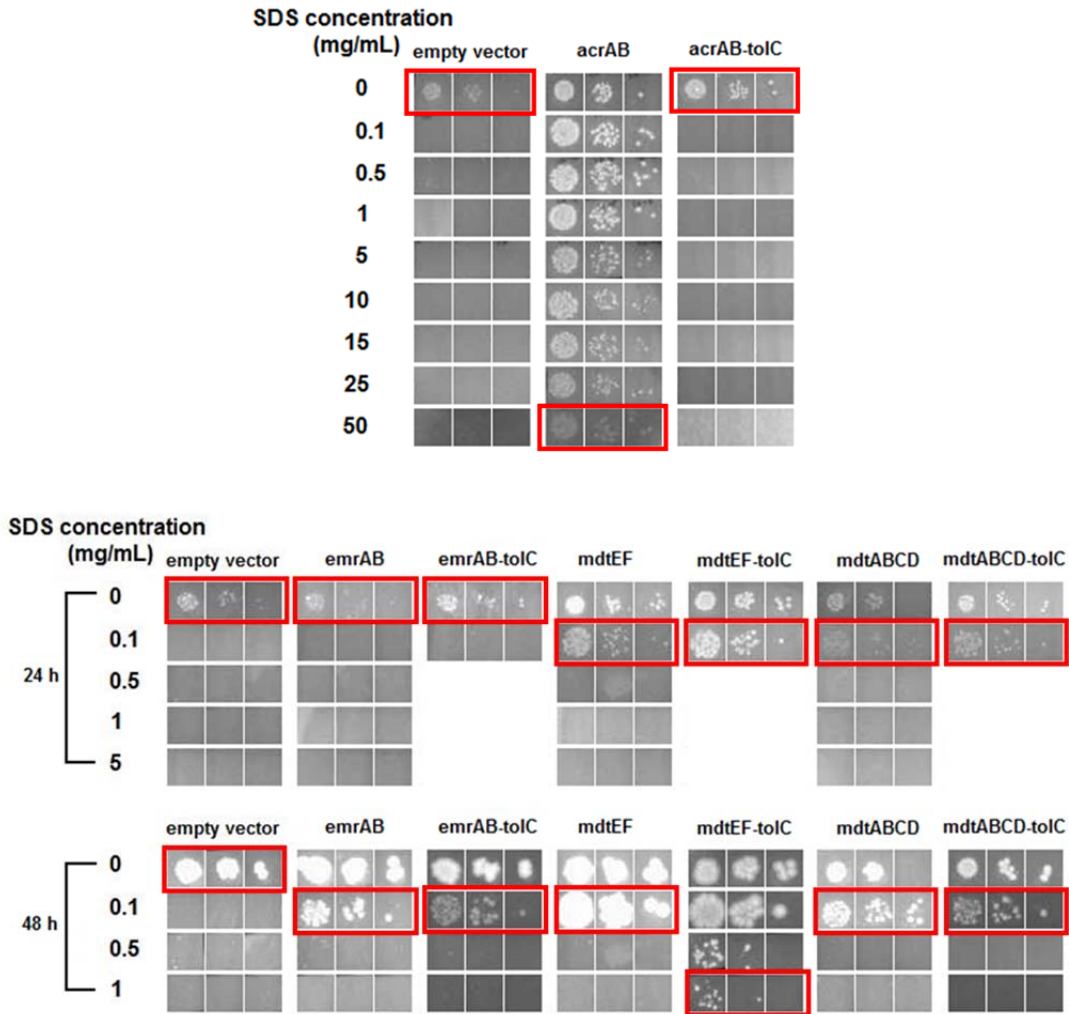 SDS concentration
(mg/mL)
empty vector acrAB acrAB-tolC
0
0.1
0.5
1
5
10
15
25
50
SDS concentration
(mg/mL)
empty vector emrAB emrAB-tolC mdtEF mdtEF-tolC mdtABCD mdtABCD-tolC
0
0.1
24 h 0.5
1
5
empty vector emrAB emrAB-tolC mdtEF mdtEF-tolC mdtABCD mdtABCD-tolC
0
0.1
48 h
0.5
1